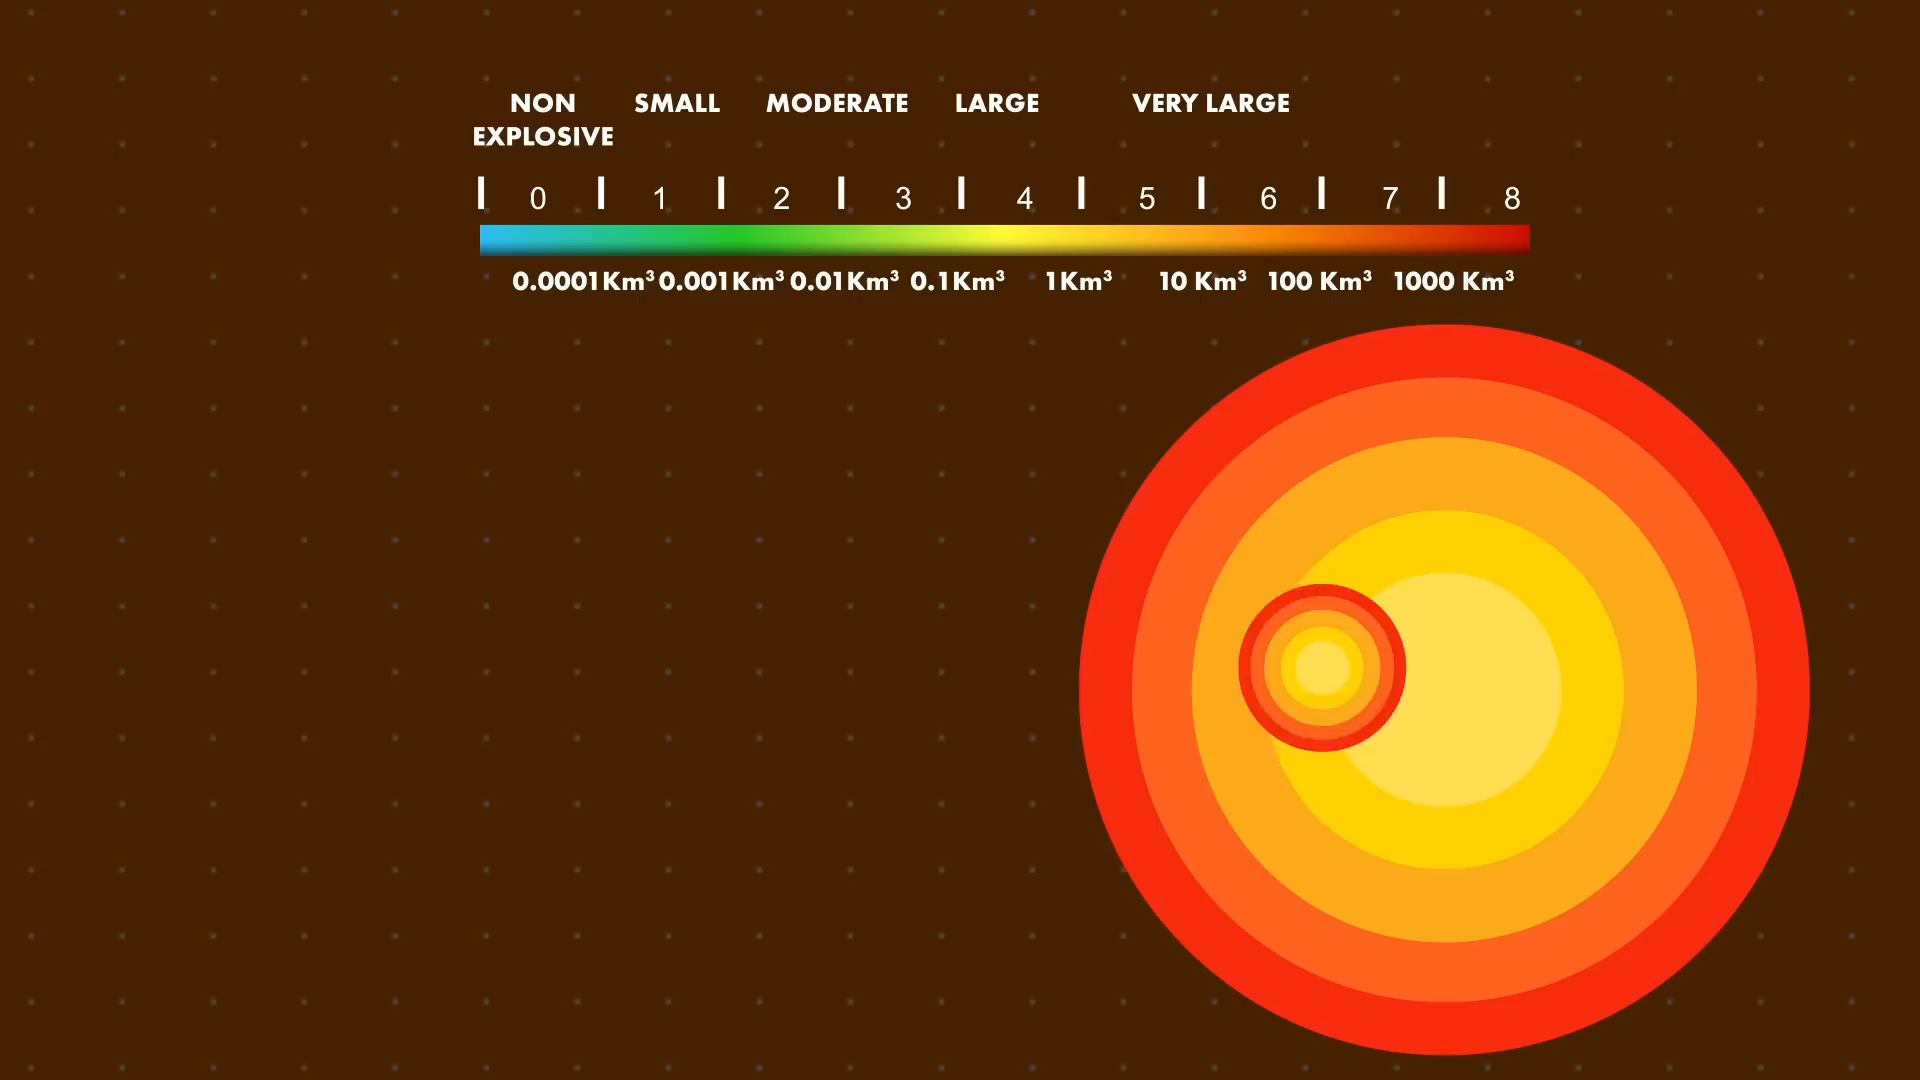 NON SMALL MODERATE LARGE VERY LARGE
EXPLOSIVE
0 1 2 3 4 5 6 7 8
0.0001Km³ 0.001Km³ 0.01Km³ 0.1Km³ 1Km³ 10 Km³ 100 Km³ 1000 Km³